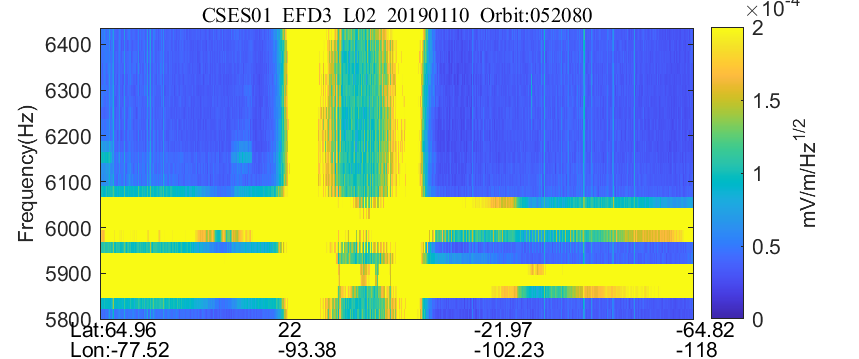 CSES01 EFD3 L02 20190110 Orbit:052080
×10-4
Frequency(Hz)
6400
6300
6200
6100
6000
5900
5800
2
1.5
1
0.5
0
mV/m/Hz1/2
Lat:64.96 22 -21.97 -64.82
Lon:-77.52 -93.38 -102.23 -118